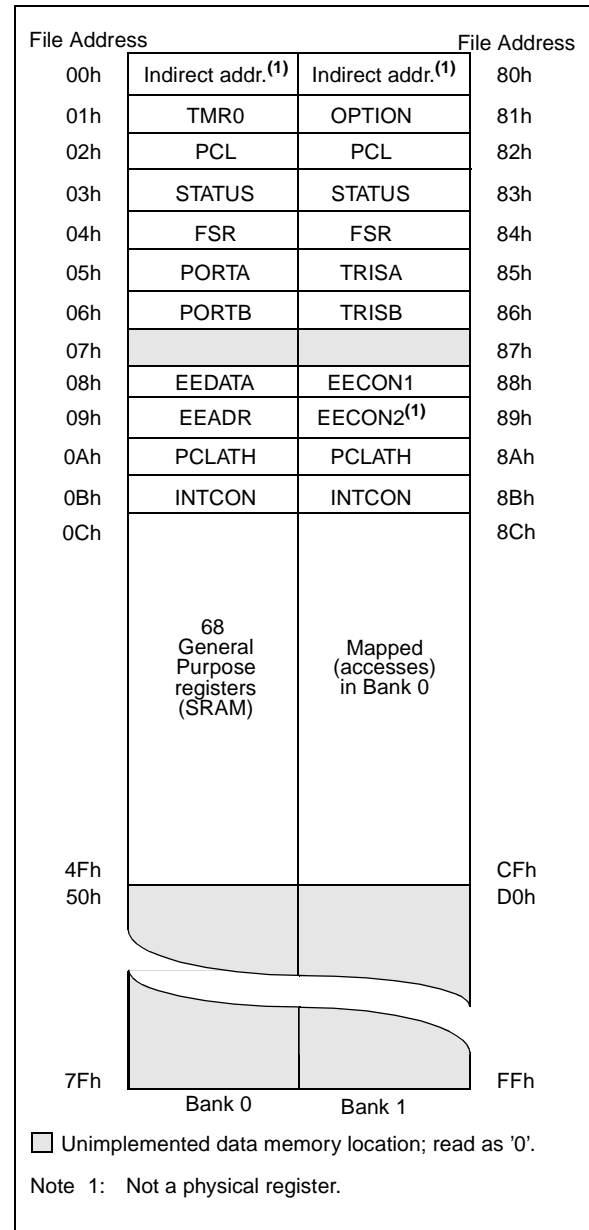 File Address File Address
00h Indirect addr.(1) Indirect addr.(1) 80h
01h TMR0 OPTION 81h
02h PCL PCL 82h
03h STATUS STATUS 83h
04h FSR FSR 84h
05h PORTA TRISA 85h
06h PORTB TRISB 86h
07h 87h
08h EEDATA EECON1 88h
09h EEADR EECON2(1) 89h
0Ah PCLATH PCLATH 8Ah
0Bh INTCON INTCON 8Bh
0Ch 8Ch
68
General
Purpose
registers
(SRAM)
Mapped
(accesses)
in Bank 0
4Fh CFh
50h D0h
7Fh FFh
Bank 0 Bank 1
Unimplemented data memory location; read as '0'.
Note 1: Not a physical register.